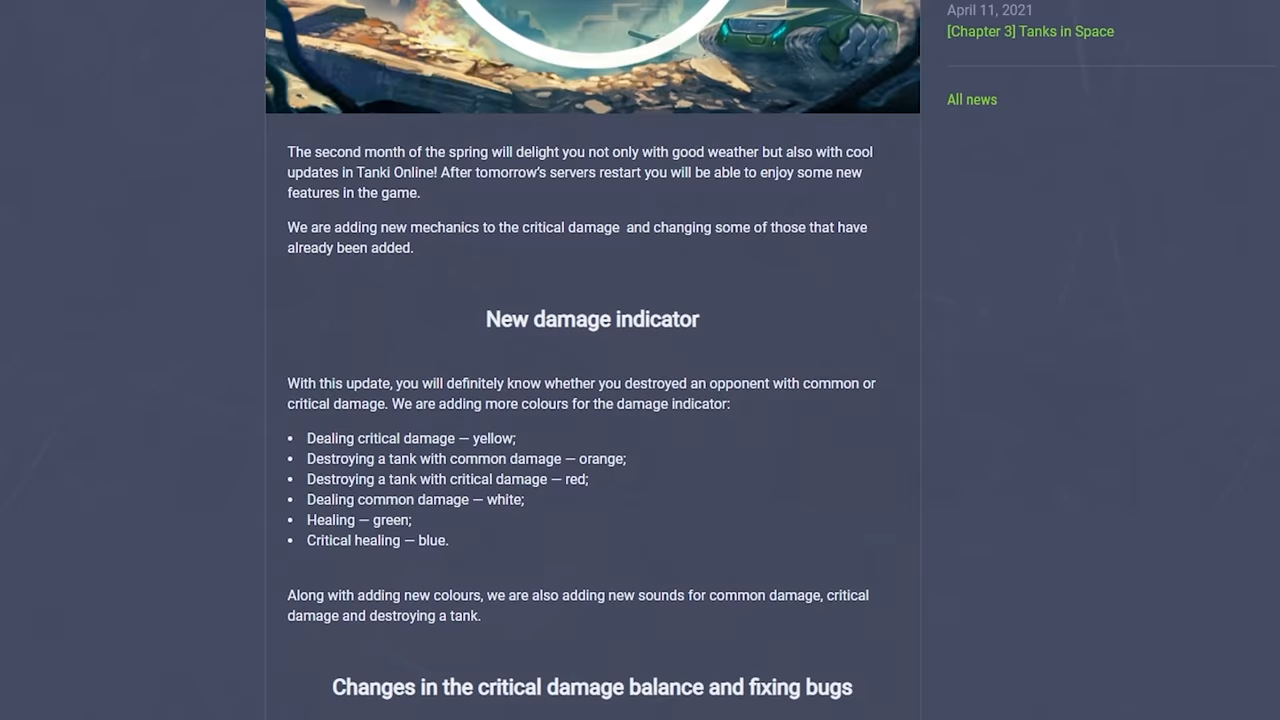 April 11, 2021
[Chapter 3] Tanks in Space
All news
The second month of the spring will delight you not only with good weather but also with cool
updates in Tanki Online! After tomorrow's servers restart you will be able to enjoy some new
features in the game.
We are adding new mechanics to the critical damage  and changing some of those that have
already been added.
New damage indicator
With this update, you will definitely know whether you destroyed an opponent with common or
critical damage. We are adding more colours for the damage indicator:
• Dealing critical damage — yellow;
• Destroying a tank with common damage — orange;
• Destroying a tank with critical damage — red;
• Dealing common damage — white;
• Healing — green;
• Critical healing — blue.
Along with adding new colours, we are also adding new sounds for common damage, critical
damage and destroying a tank.
Changes in the critical damage balance and fixing bugs